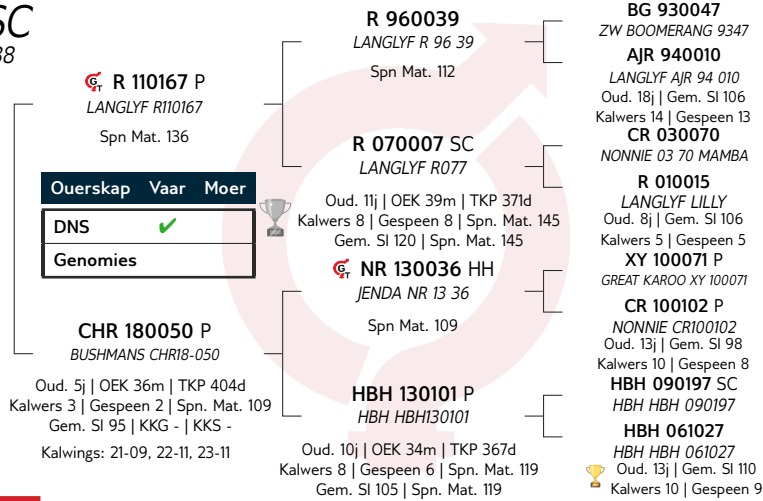 SC
38
R 110167 P
LANGLYF R110167
Spn Mat. 136
Ouerskap Vaar Moer
DNS ✔
Genomies
CHR 180050 P
BUSHMANS CHR18-050
Oud. 5j | OEK 36m | TKP 404d
Kalwers 3 | Gespeen 2 | Spn. Mat. 109
Gem. SI 95 | KKG - | KKS -
Kalwings: 21-09, 22-11, 23-11
R 960039
LANGLYF R 96 39
Spn Mat. 112
R 070007 SC
LANGLYF R077
Oud. 11j | OEK 39m | TKP 371d
Kalwers 8 | Gespeen 8 | Spn. Mat. 145
Gem. SI 120 | Spn. Mat. 145
NR 130036 HH
JENDA NR 13 36
Spn Mat. 109
HBH 130101 P
HBH HBH130101
Oud. 10j | OEK 34m | TKP 367d
Kalwers 8 | Gespeen 6 | Spn. Mat. 119
Gem. SI 105 | Spn. Mat. 119
BG 930047
ZW BOOMERANG 9347
AJR 940010
LANGLYF AJR 94 010
Oud. 18j | Gem. SI 106
Kalwers 14 | Gespeen 13
CR 030070
NONNIE 03 70 MAMBA
R 010015
LANGLYF LILLY
Oud. 8j | Gem. SI 106
Kalwers 5 | Gespeen 5
XY 100071 P
GREAT KAROO XY 100071
CR 100102 P
NONNIE CR100102
Oud. 13j | Gem. SI 98
Kalwers 10 | Gespeen 8
HBH 090197 SC
HBH HBH 090197
HBH 061027
HBH HBH 061027
Oud. 13j | Gem. SI 110
Kalwers 10 | Gespeen 9